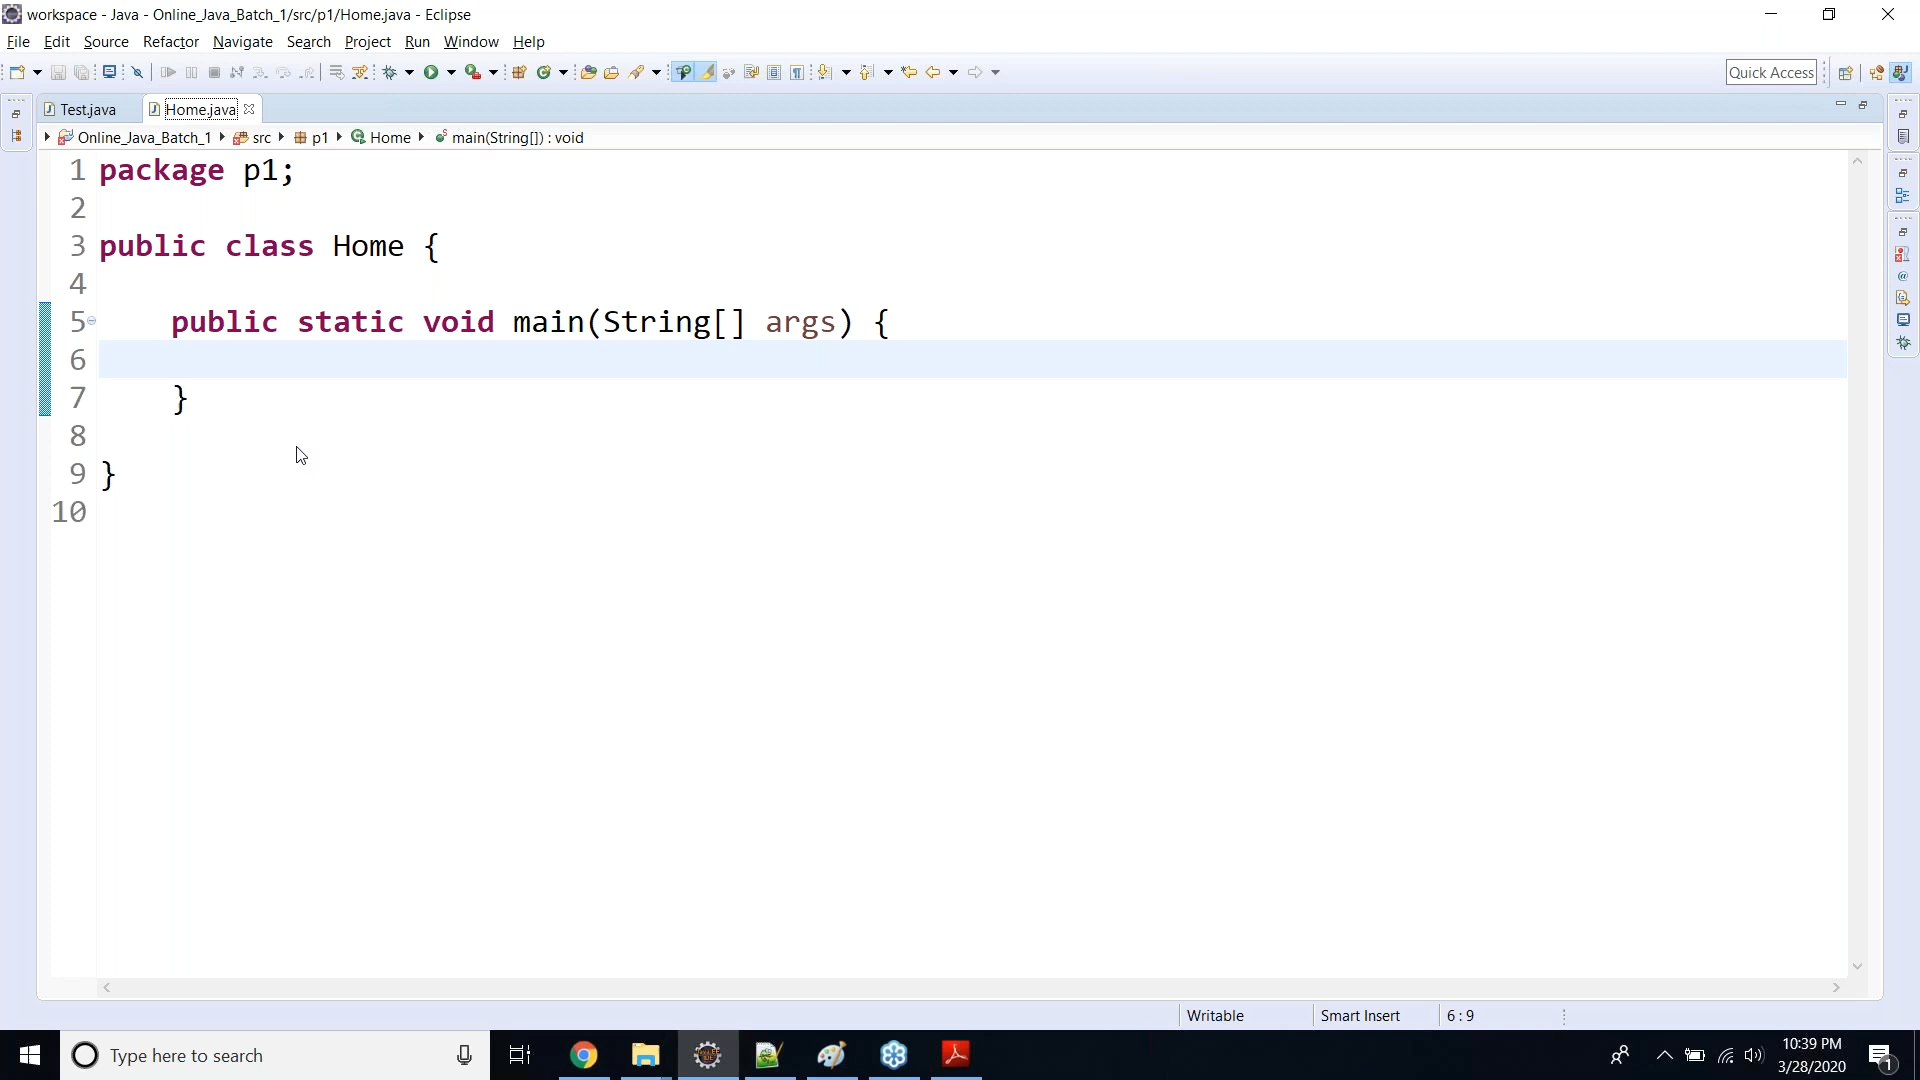 workspace - Java - Online_Java_Batch_1/src/p1/Home.java - Eclipse
File Edit Source Refactor Navigate Search Project Run Window Help
Quick Access
Test.java Home.java
Online_Java_Batch_1 src p1 Home main(String[]) : void
1 package p1;
2
3 public class Home {
4
5 public static void main(String[] args) {
6
7 }
8
9 }
10
Writable Smart Insert 6 : 9
Type here to search
10:39 PM
3/28/2020
1